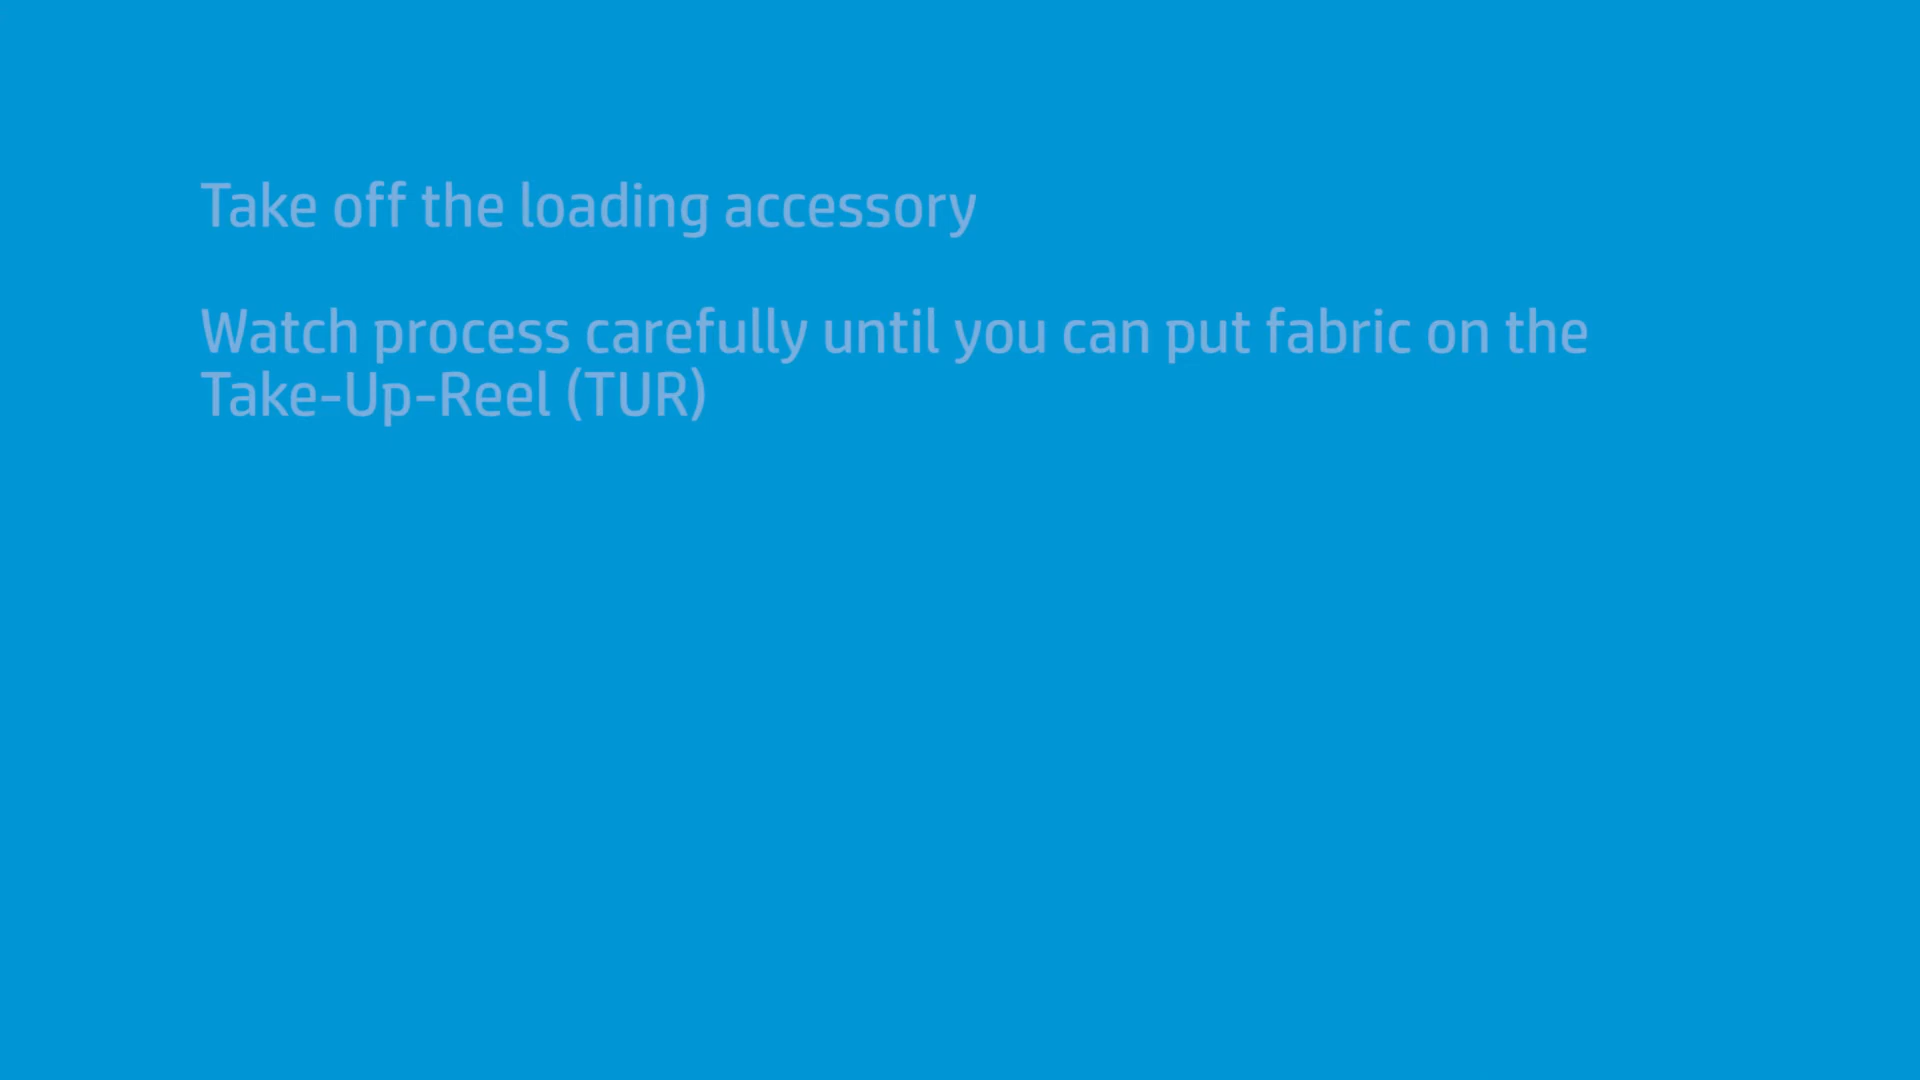 Take off the loading accessory
Watch process carefully until you can put fabric on the
Take-Up-Reel (TUR)